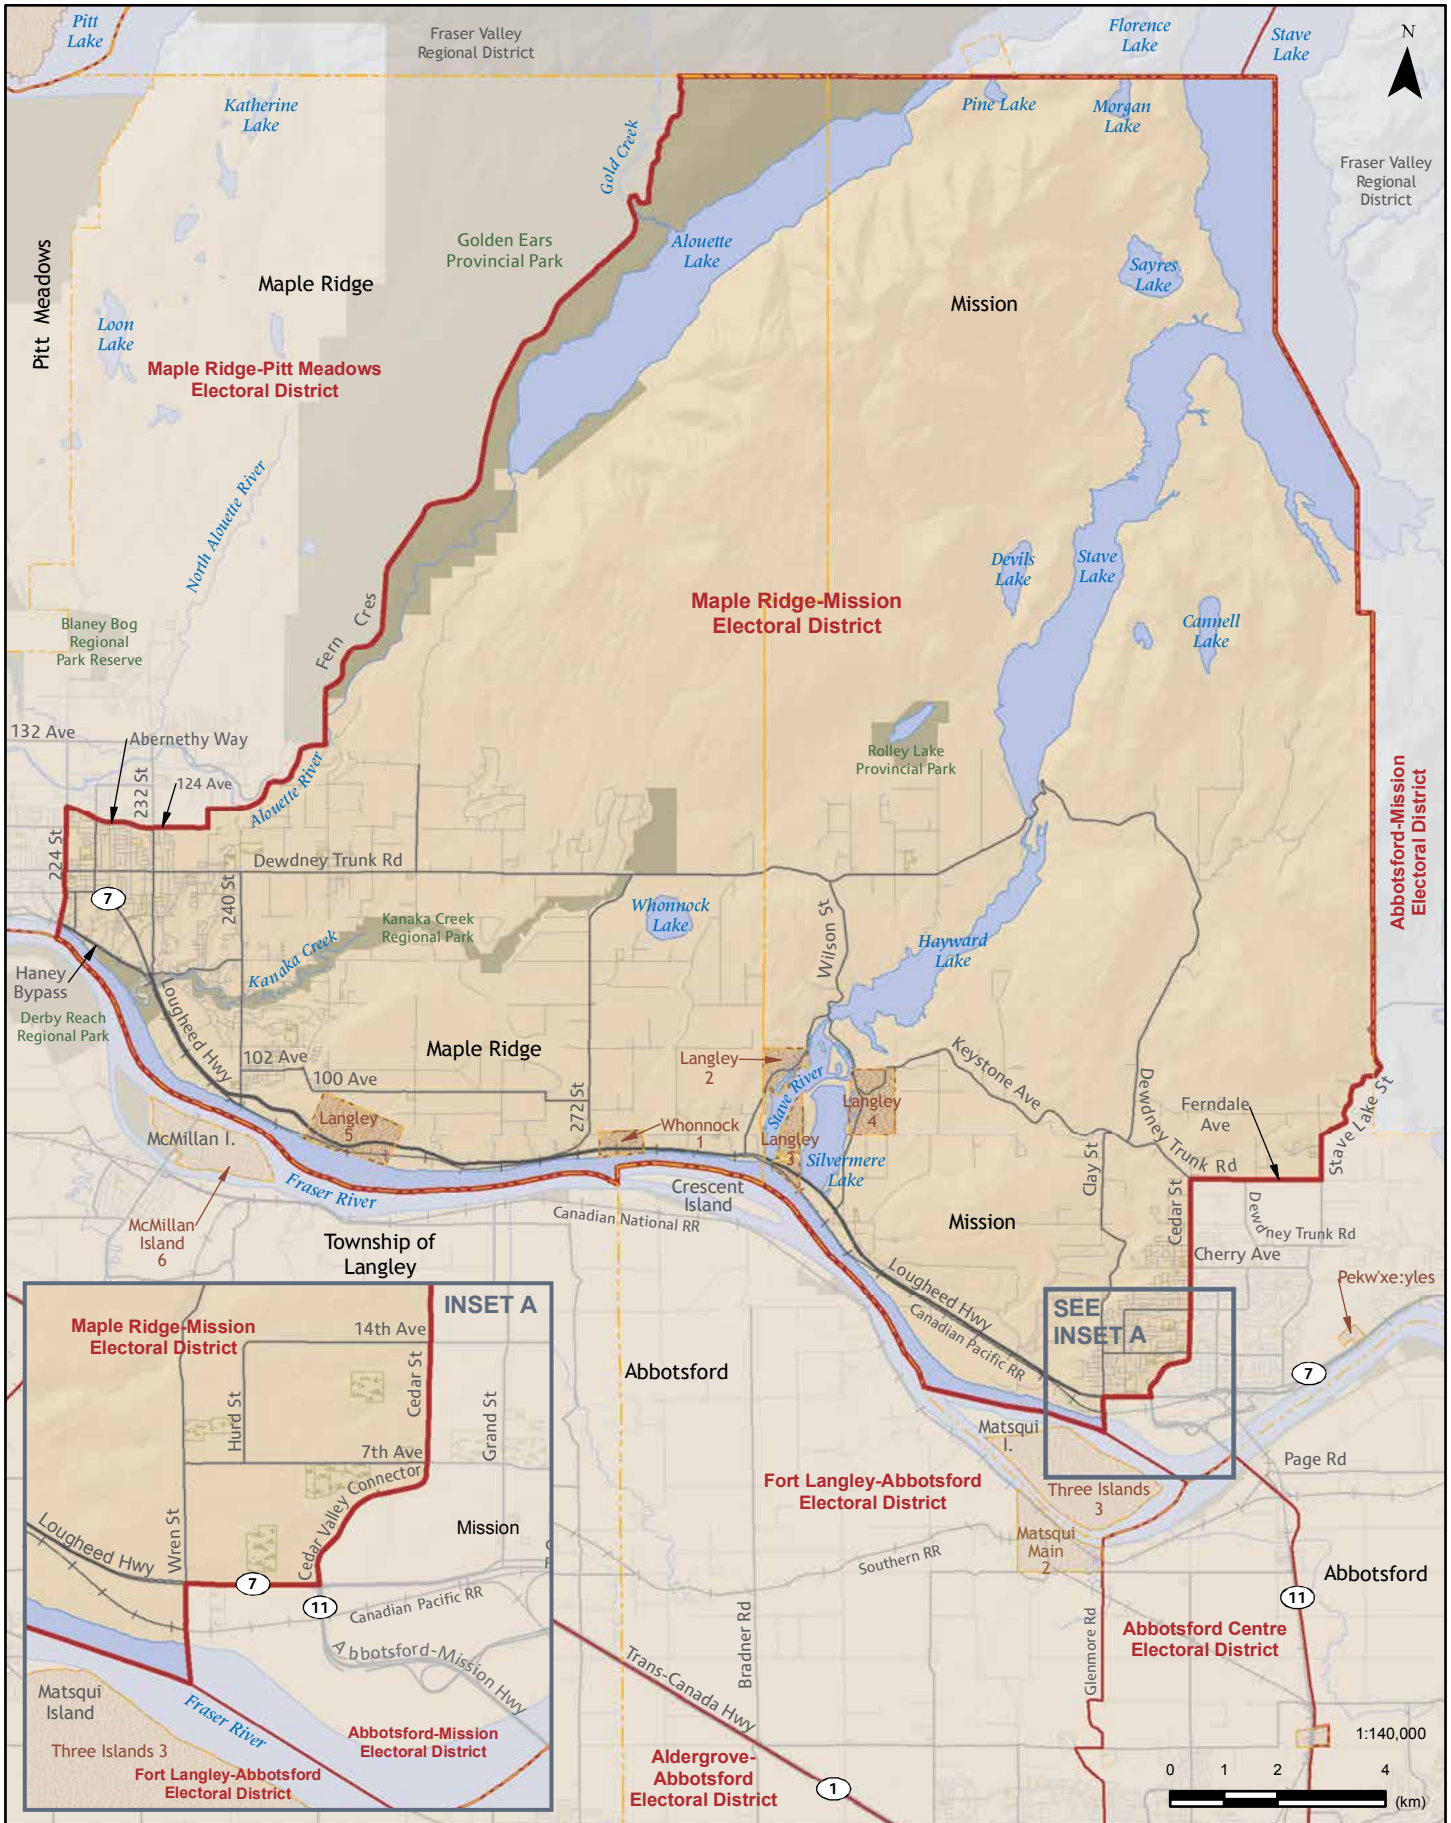 Pitt
Lake
Fraser Valley
Regional District
Florence
Lake
Stave
Lake
N
Katherine
Lake
Gold Creek
Pine Lake
Morgan
Lake
Fraser Valley
Regional
District
Pitt Meadows
Golden Ears
Provincial Park
Alouette
Lake
Maple Ridge
Sayres
Lake
Mission
Loon
Lake
Maple Ridge-Pitt Meadows
Electoral District
North Alouette River
Devils
Lake
Stave
Lake
Fern Cres
Maple Ridge-Mission
Electoral District
Cannell
Lake
Blaney Bog
Regional
Park Reserve
132 Ave
Abernethy Way
232 St
124 Ave
Alouette River
Rolley Lake
Provincial Park
Abbotsford-Mission
Electoral District
224 St
Dewdney Trunk Rd
7
240 St
Kanaka Creek
Regional Park
Whonnock
Lake
Wilson St
Hayward
Lake
Kanaka Creek
Haney
Bypass
Lougheed Hwy
Derby Reach
Regional Park
102 Ave
Maple Ridge
Langley
2
Keystone Ave
100 Ave
272 St
Stave River
Langley
4
Dewdney Trunk Rd
Ferndale
Ave
Stave Lake St
McMillan I.
Langley
5
Whonnock
1
Langley
3
Silvermere
Lake
Clay St
Cedar St
Fraser River
Crescent
Island
Canadian National RR
Dewdney Trunk Rd
McMillan
Island
6
Township of
Langley
Mission
Cherry Ave
Lougheed Hwy
Canadian Pacific RR
Pekw'xe:yles
SEE
INSET A
7
Abbotsford
Matsqui
I.
Page Rd
Fort Langley-Abbotsford
Electoral District
Three Islands
3
Matsqui
Main
2
Southern RR
Abbotsford
11
Bradner Rd
Glenmore Rd
Abbotsford Centre
Electoral District
Trans-Canada Hwy
Aldergrove-
Abbotsford
Electoral District
1
1:140,000
0 1 2 4
(km)
INSET A
Maple Ridge-Mission
Electoral District
14th Ave
Cedar St
Hurd St
Grand St
7th Ave
Cedar Valley Connector
Wren St
Lougheed Hwy
Mission
7
11
Canadian Pacific RR
Abbotsford-Mission Hwy
Matsqui
Island
Fraser River
Three Islands 3
Abbotsford-Mission
Electoral District
Fort Langley-Abbotsford
Electoral District